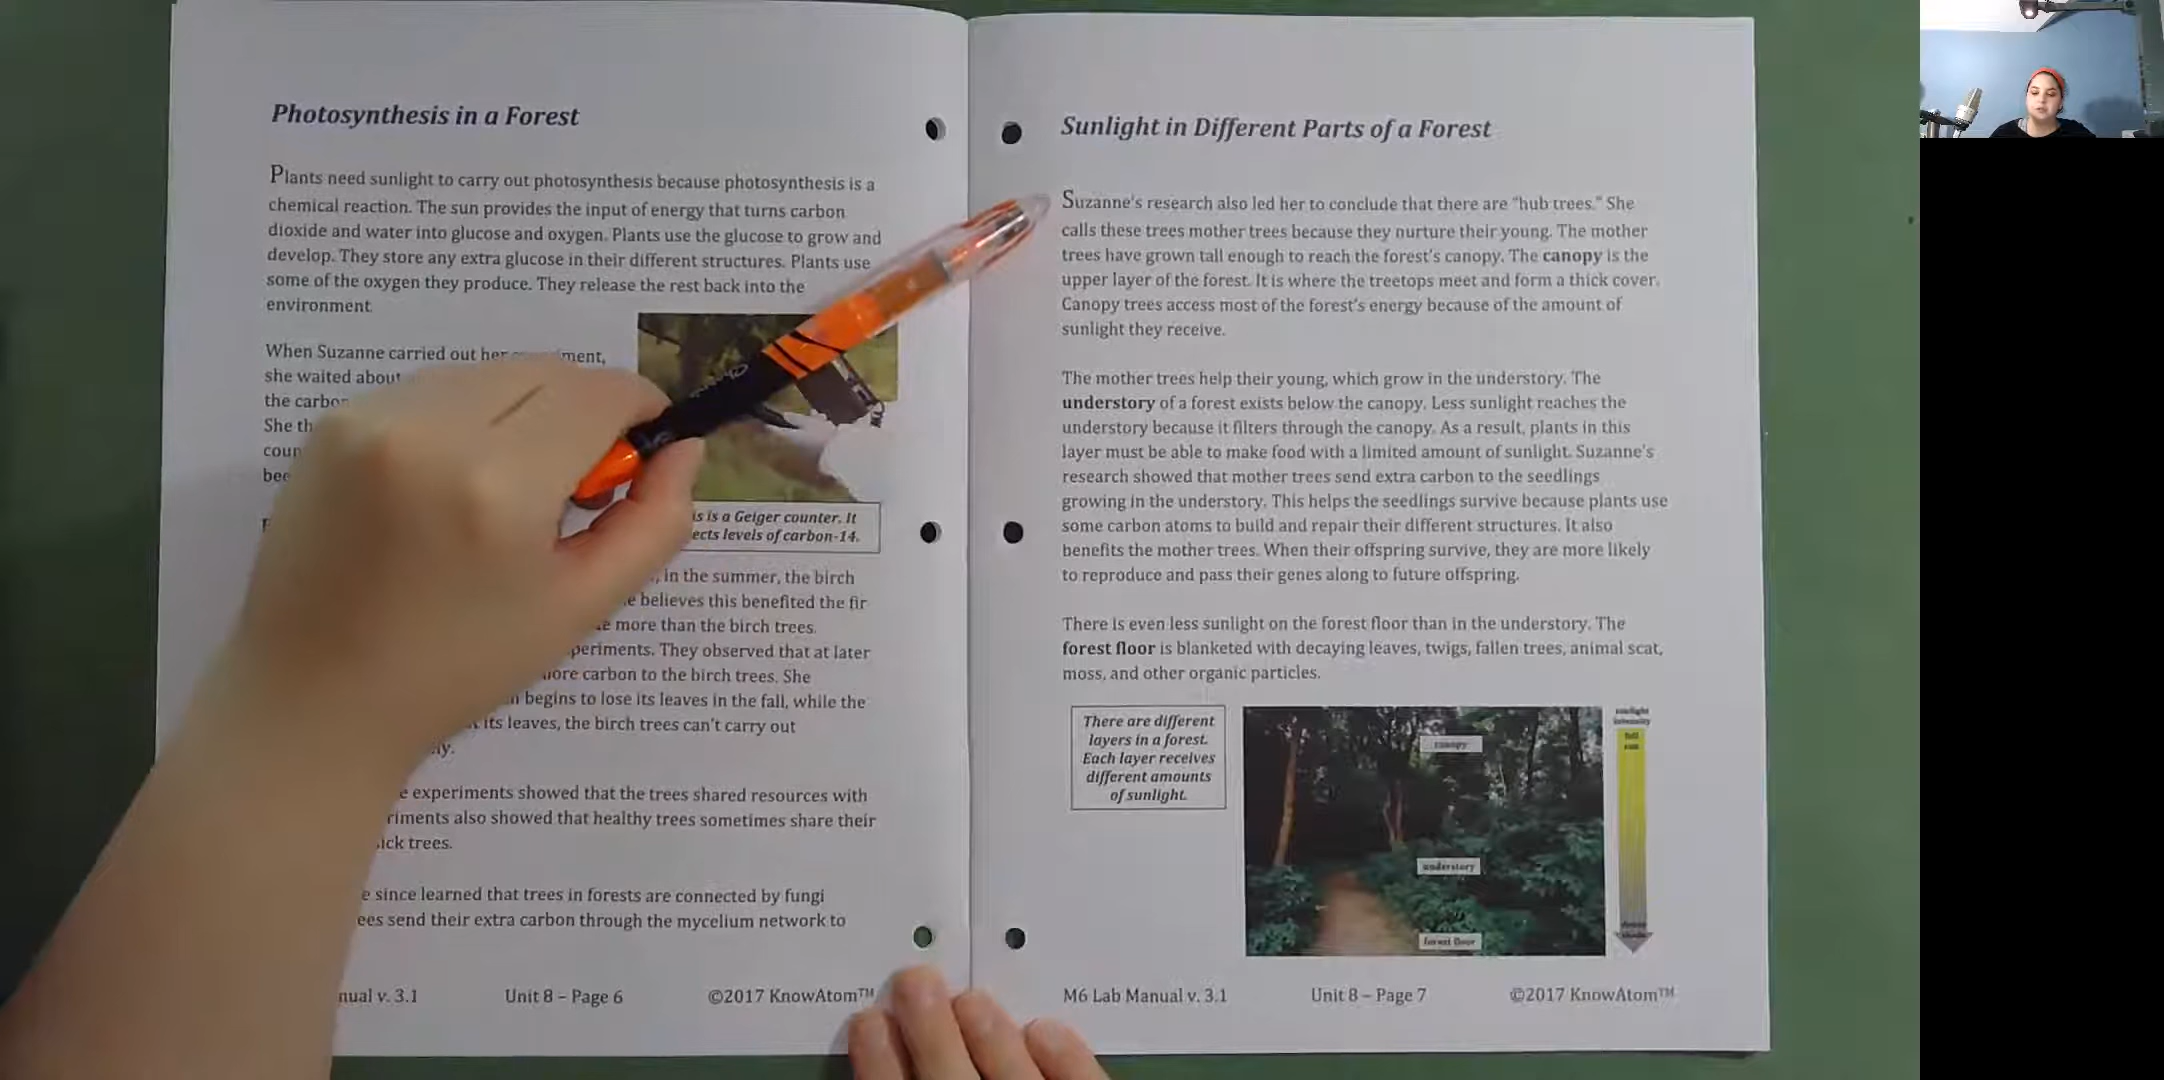 Photosynthesis in a Forest
Plants need sunlight to carry out photosynthesis because photosynthesis is a
chemical reaction. The sun provides the input of energy that turns carbon
dioxide and water into glucose and oxygen. Plants use the glucose to grow and
develop. They store any extra glucose in their different structures. Plants use
some of the oxygen they produce. They release the rest back into the
environment.
When Suzanne carried out her
she waited about
the
She
is a Geiger counter. It
levels of carbon-14.
in the summer, the birch
believes this benefited the fir
more than the birch trees.
They observed that at later
carbon to the birch trees. She
begins to lose its leaves in the fall, while the
its leaves, the birch trees can't carry out
experiments showed that the trees shared resources with
also showed that healthy trees sometimes share their
trees.
since learned that trees in forests are connected by fungi
send their extra carbon through the mycelium network to
v. 3.1 Unit 8 – Page 6 ©2017 KnowAtom™
Sunlight in Different Parts of a Forest
Suzanne's research also led her to conclude that there are "hub trees." She
calls these trees mother trees because they nurture their young. The mother
trees have grown tall enough to reach the forest's canopy. The canopy is the
upper layer of the forest. It is where the treetops meet and form a thick cover.
Canopy trees access most of the forest's energy because of the amount of
sunlight they receive.
The mother trees help their young, which grow in the understory. The
understory of a forest exists below the canopy. Less sunlight reaches the
understory because it filters through the canopy. As a result, plants in this
layer must be able to make food with a limited amount of sunlight. Suzanne's
research showed that mother trees send extra carbon to the seedlings
growing in the understory. This helps the seedlings survive because plants use
some carbon atoms to build and repair their different structures. It also
benefits the mother trees. When their offspring survive, they are more likely
to reproduce and pass their genes along to future offspring.
There is even less sunlight on the forest floor than in the understory. The
forest floor is blanketed with decaying leaves, twigs, fallen trees, animal scat,
moss, and other organic particles.
There are different
layers in a forest.
Each layer receives
different amounts
of sunlight.
canopy
understory
forest floor
sunlight
intensity
full
sun
M6 Lab Manual v. 3.1 Unit 8 – Page 7 ©2017 KnowAtom™